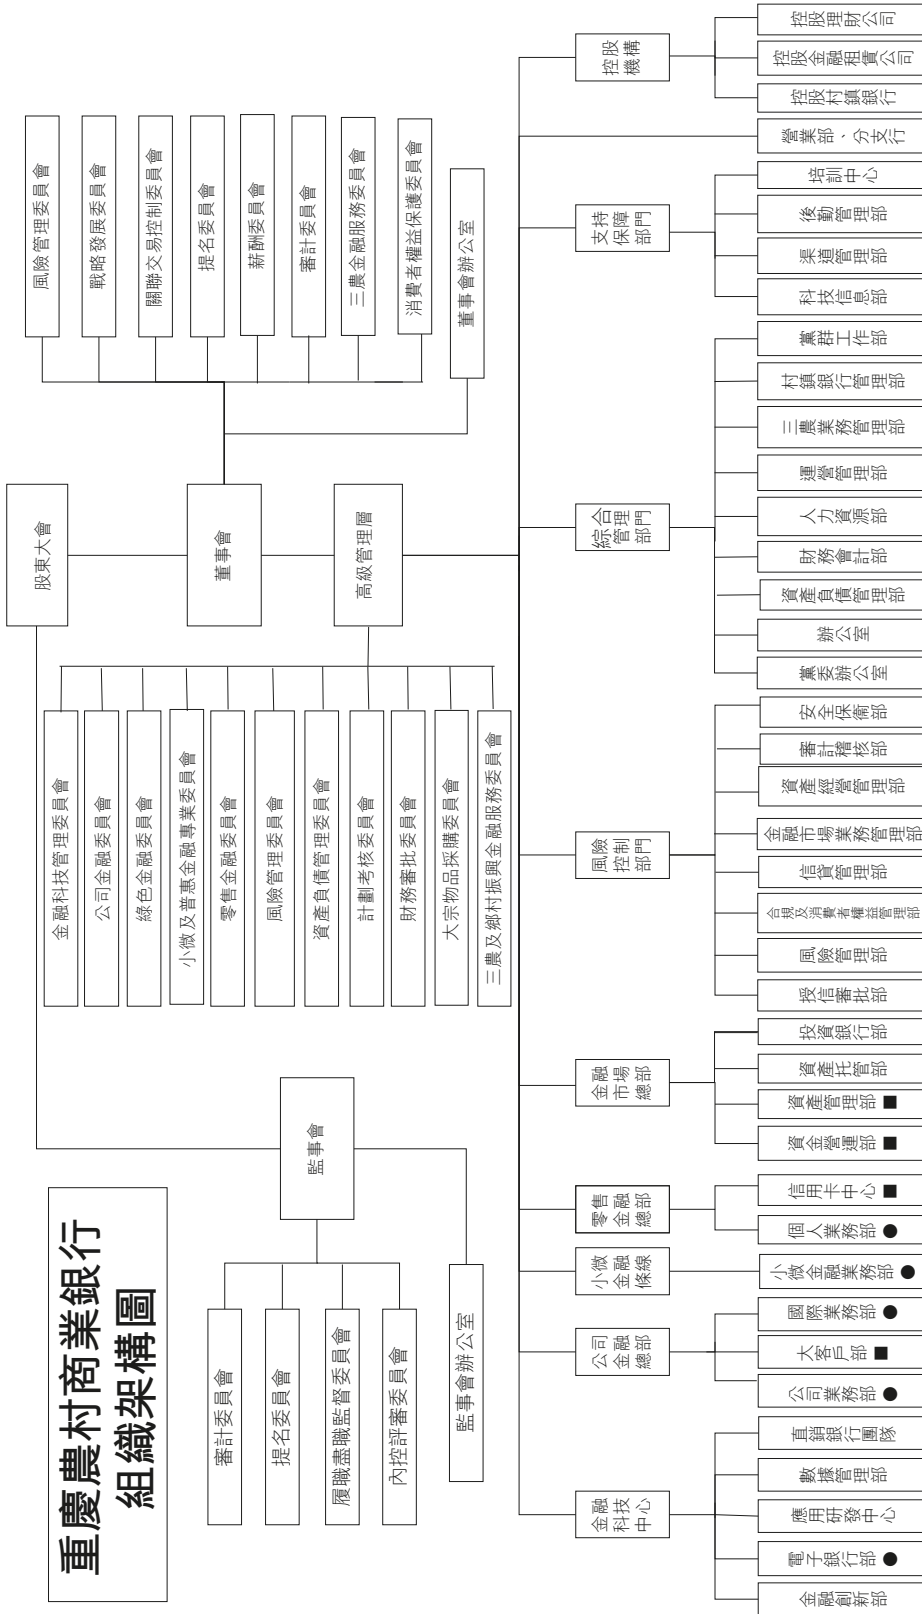 重慶農村商業銀行
組織架構圖
股東大會
董事會
高級管理層
監事會
風險管理委員會
戰略發展委員會
關聯交易控制委員會
提名委員會
薪酬委員會
審計委員會
三農金融服務委員會
消費者權益保護委員會
董事會辦公室
金融科技管理委員會
公司金融委員會
綠色金融委員會
小微及普惠金融專業委員會
零售金融委員會
風險管理委員會
資產負債管理委員會
計劃考核委員會
財務審批委員會
大宗物品採購委員會
三農及鄉村振興金融服務委員會
審計委員會
提名委員會
履職盡職監督委員會
內控評審委員會
監事會辦公室
金融
科技
中心
金融創新部
電子銀行部 ●
應用研發中心
數據管理部
直銷銀行團隊
公司
金融
總部
公司業務部 ●
大客戶部 ■
國際業務部 ●
小微
金融
條線
小微金融業務部 ●
零售
金融
總部
個人業務部 ●
信用卡中心 ■
金融
市場
總部
資金營運部 ■
資產管理部 ■
資產托管部
投資銀行部
風險
控制
部門
授信審批部
風險管理部
合規及消費者權益管理部
信貸管理部
金融市場業務管理部
資產經營管理部
審計稽核部
安全保衛部
綜合
管理
部門
黨委辦公室
辦公室
資產負債管理部
財務會計部
人力資源部
運營管理部
三農業務管理部
村鎮銀行管理部
黨群工作部
支持
保障
部門
科技信息部
渠道管理部
後勤管理部
培訓中心
營業部、分支行
控股
機構
控股村鎮銀行
控股金融租賃公司
控股理財公司